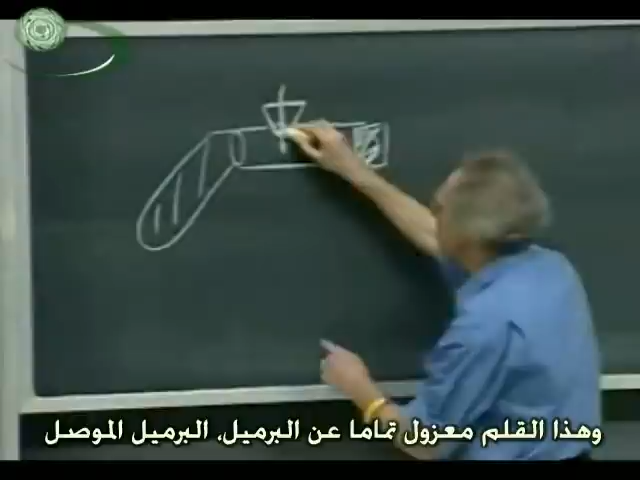 وهذا القلم معزول تماما عن البرميل، البرميل الموصل